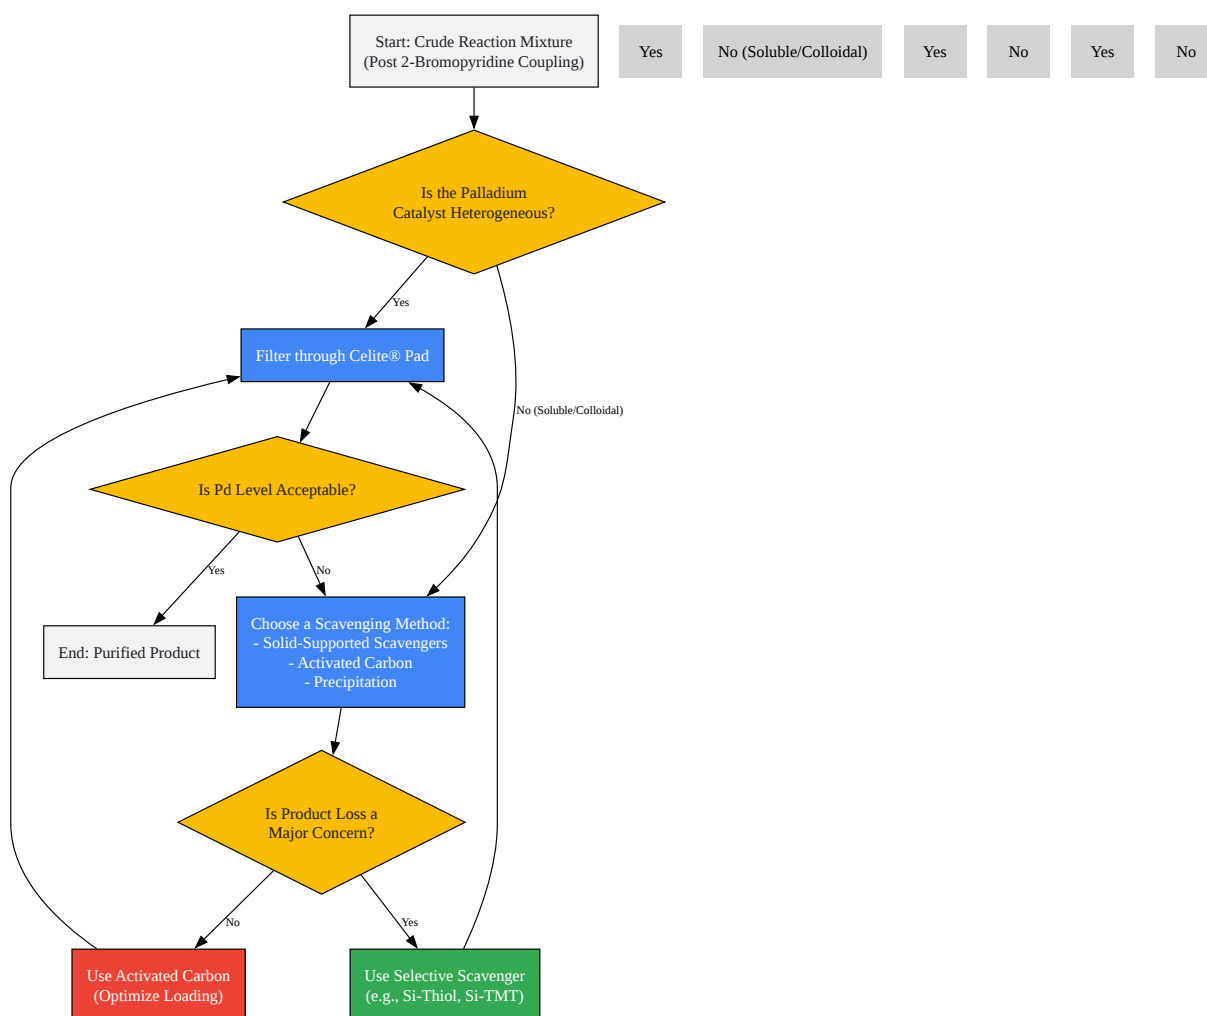 Start: Crude Reaction Mixture
(Post 2-Bromopyridine Coupling)
Yes
No (Soluble/Colloidal)
Yes
No
Yes
No
Is the Palladium
Catalyst Heterogeneous?
Yes
Filter through Celite® Pad
No (Soluble/Colloidal)
Is Pd Level Acceptable?
Yes
No
Choose a Scavenging Method:
- Solid-Supported Scavengers
- Activated Carbon
- Precipitation
End: Purified Product
Is Product Loss a
Major Concern?
No
Yes
Use Activated Carbon
(Optimize Loading)
Use Selective Scavenger
(e.g., Si-Thiol, Si-TMT)